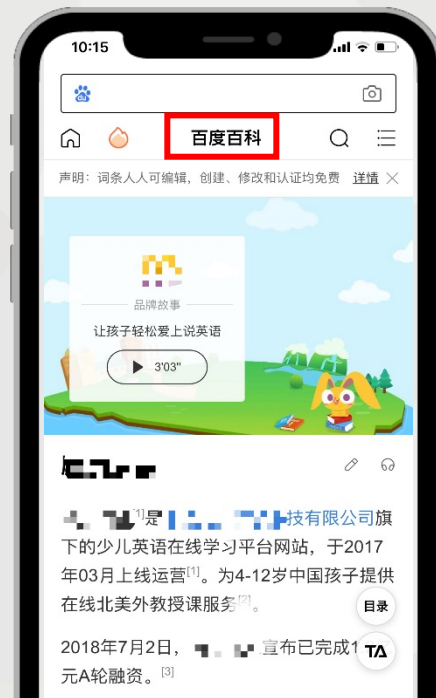 10:15
百度百科
声明：词条人人可编辑，创建、修改和认证均免费 详情
品牌故事
让孩子轻松爱上说英语
3'03"
[1]是 技有限公司旗
下的少儿英语在线学习平台网站，于2017
年03月上线运营[1]。为4-12岁中国孩子提供
在线北美外教授课服务[2]。
目录
2018年7月2日， 宣布已完成1
TA
元A轮融资。[3]